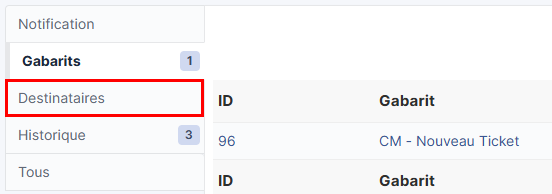 Notification
Gabarits 1
Destinataires
Historique 3
Tous
ID Gabarit
96 CM - Nouveau Ticket
ID Gabarit